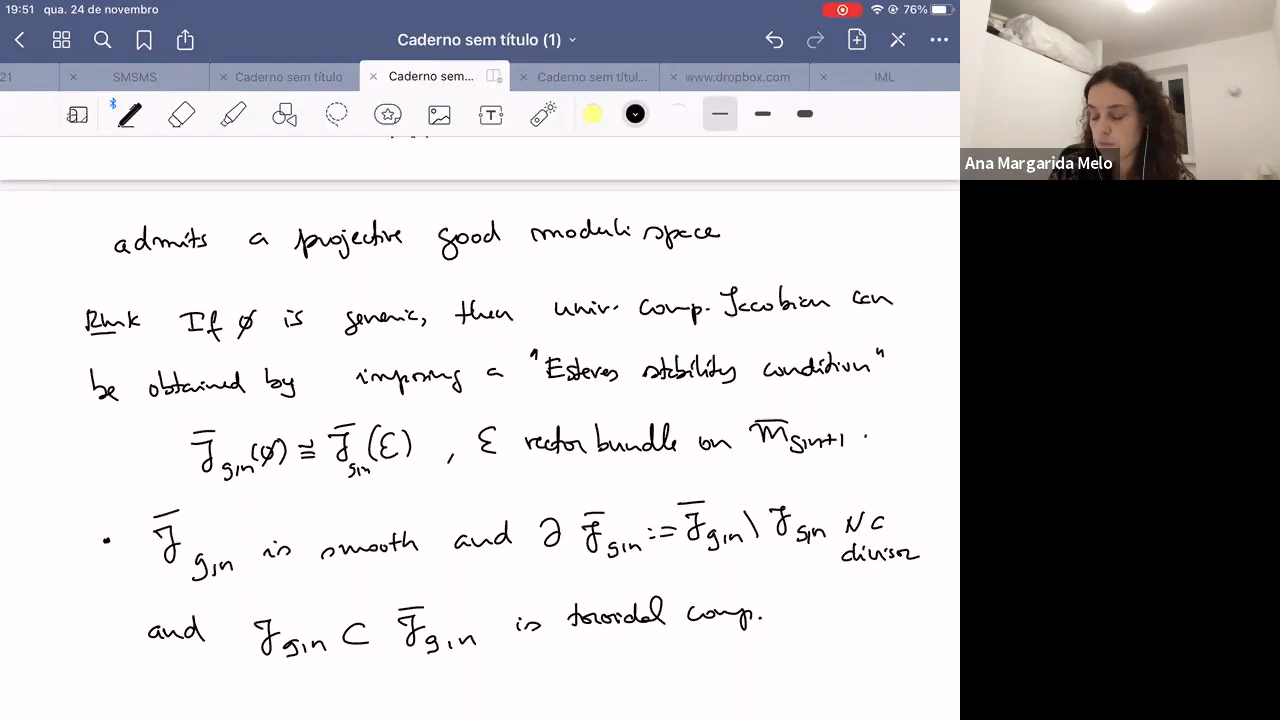 19:51 qua. 24 de novembro
76%
Caderno sem título (1)
21
SMSMS
Caderno sem título
Caderno sem...
Caderno sem títul...
www.dropbox.com
IML
Ana Margarida Melo
admits a projective good moduli space
Rmk If φ is generic, then univ. comp. Jacobian can
be obtained by imposing a "Esteves stability condition"
J̅g,n(φ) ≅ J̅g,n(ℰ), ℰ vector bundle on M̅g,n+1.
• J̅g,n is smooth and ∂J̅g,n := J̅g,n \ Jg,n NC
divisor
and Jg,n ⊂ J̅g,n is toroidal comp.